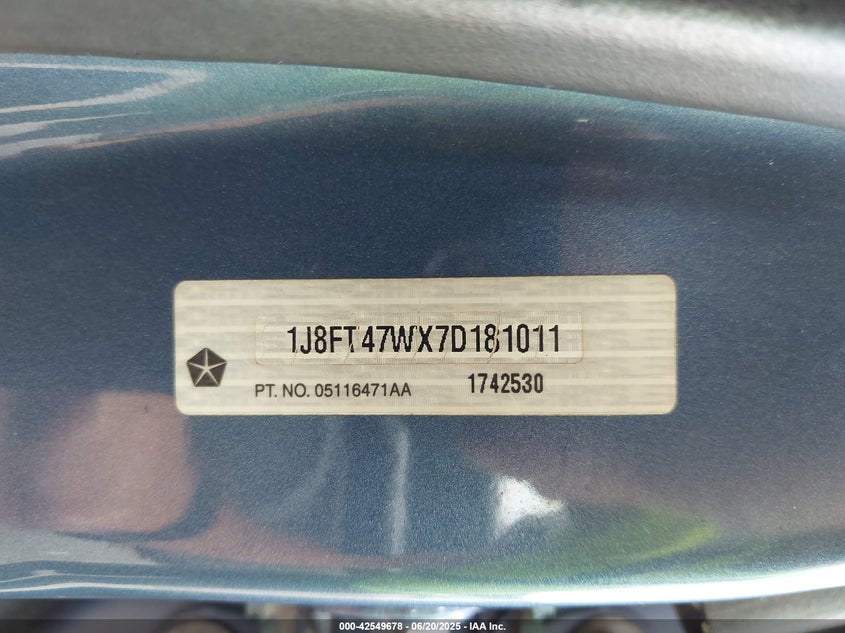 1J8FT47WX7D181011
PT. NO. 05116471AA 1742530
000-42549678 - 06/20/2025 - IAA Inc.